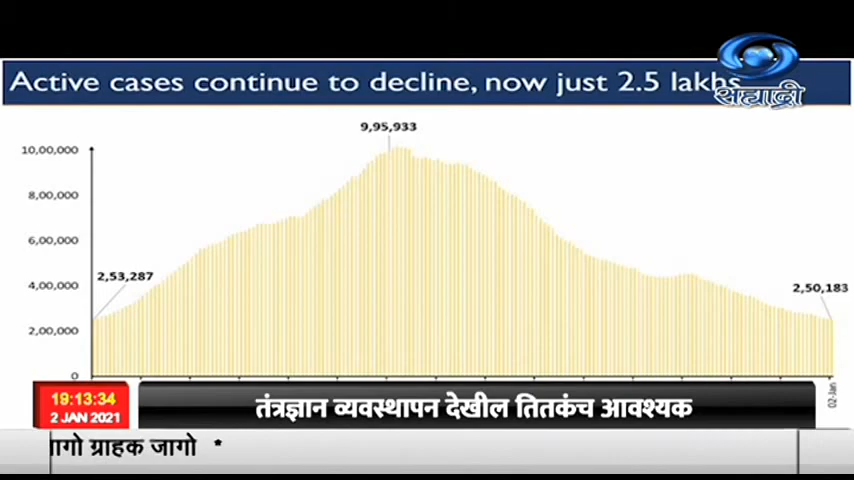 Active cases continue to decline, now just 2.5 lakhs
सह्याद्री
9,95,933
10,00,000
8,00,000
6,00,000
4,00,000
2,00,000
0
2,53,287
2,50,183
02-Jan
19:13:34
2 JAN 2021
तंत्रज्ञान व्यवस्थापन देखील तितकंच आवश्यक
ागो ग्राहक जागो *